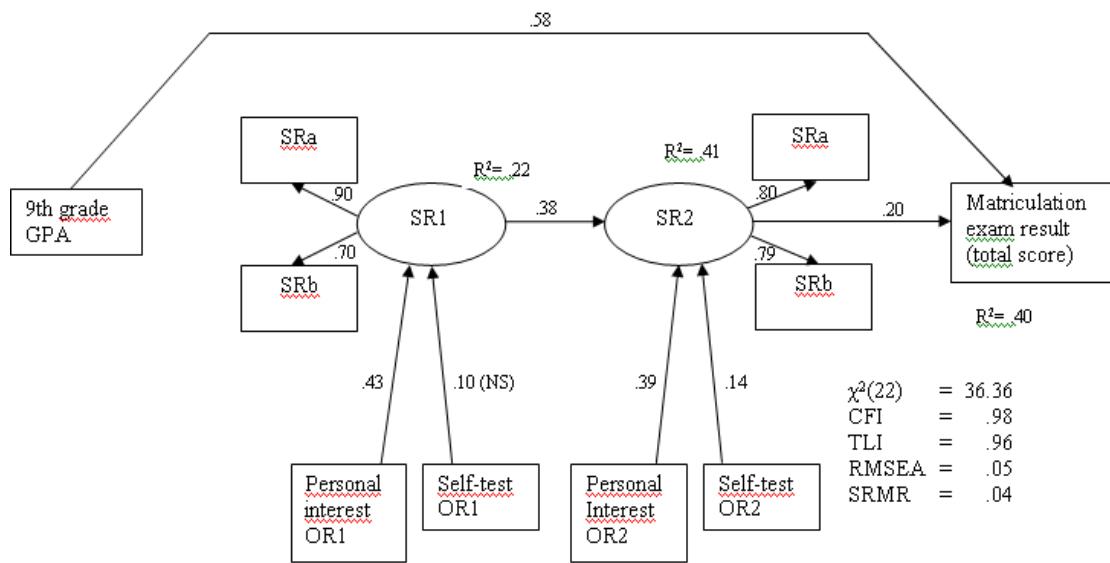 .58
SRa
SRa
R²= .22
R²= .41
.90
.80
9th grade
GPA
SR1
.38
SR2
.20
Matriculation
exam result
(total score)
.70
.79
SRb
SRb
R²= .40
.43
.10 (NS)
.39
.14
χ²(22) = 36.36
CFI = .98
TLI = .96
RMSEA = .05
SRMR = .04
Personal
interest
OR1
Self-test
OR1
Personal
Interest
OR2
Self-test
OR2